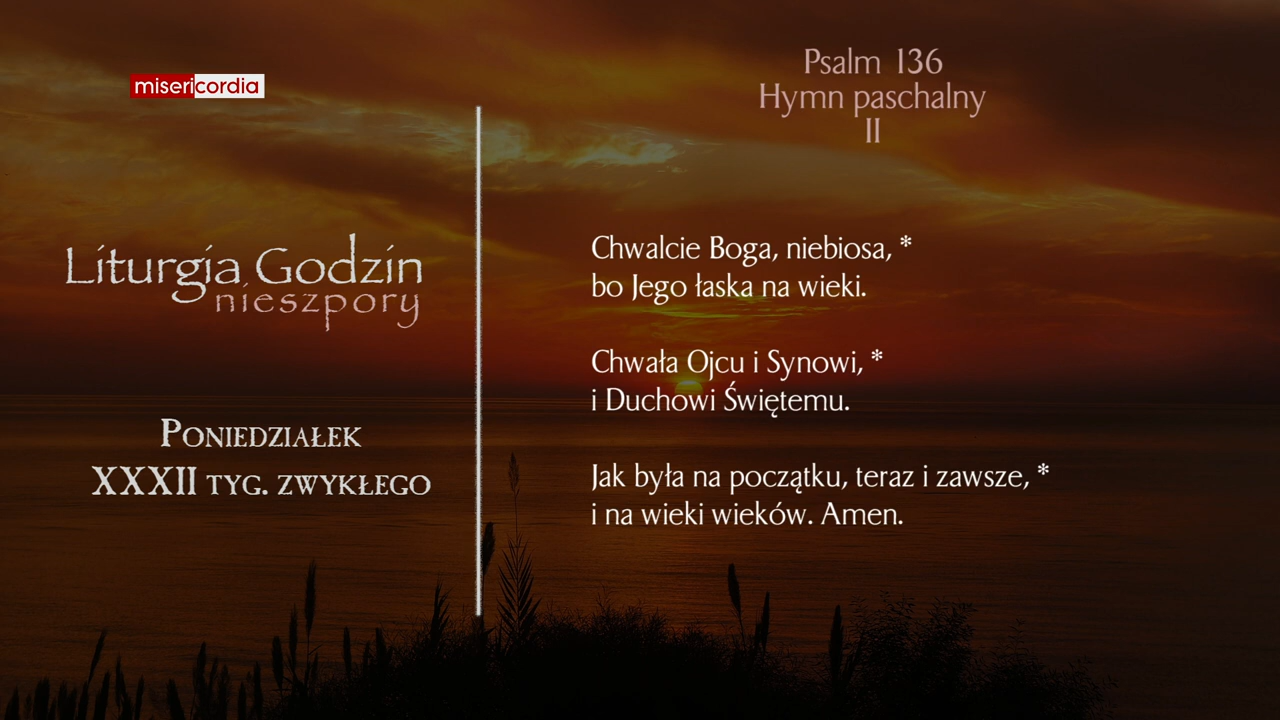 misericordia
Liturgia Godzin
nieszpory
Poniedziałek
XXXII tyg. zwykłego
Psalm 136
Hymn paschalny
II
Chwalcie Boga, niebiosa, *
bo Jego łaska na wieki.
Chwała Ojcu i Synowi, *
i Duchowi Świętemu.
Jak była na początku, teraz i zawsze, *
i na wieki wieków. Amen.